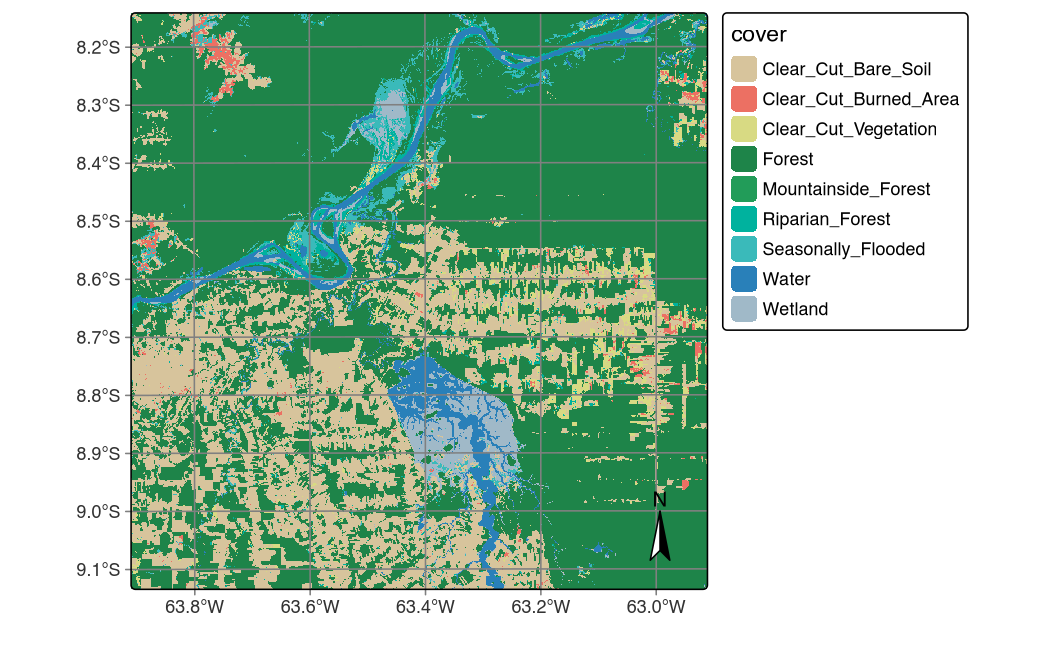 cover
Clear_Cut_Bare_Soil
Clear_Cut_Burned_Area
Clear_Cut_Vegetation
Forest
Mountainside_Forest
Riparian_Forest
Seasonally_Flooded
Water
Wetland
8.2°S
8.3°S
8.4°S
8.5°S
8.6°S
8.7°S
8.8°S
8.9°S
9.0°S
9.1°S
N
63.8°W 63.6°W 63.4°W 63.2°W 63.0°W